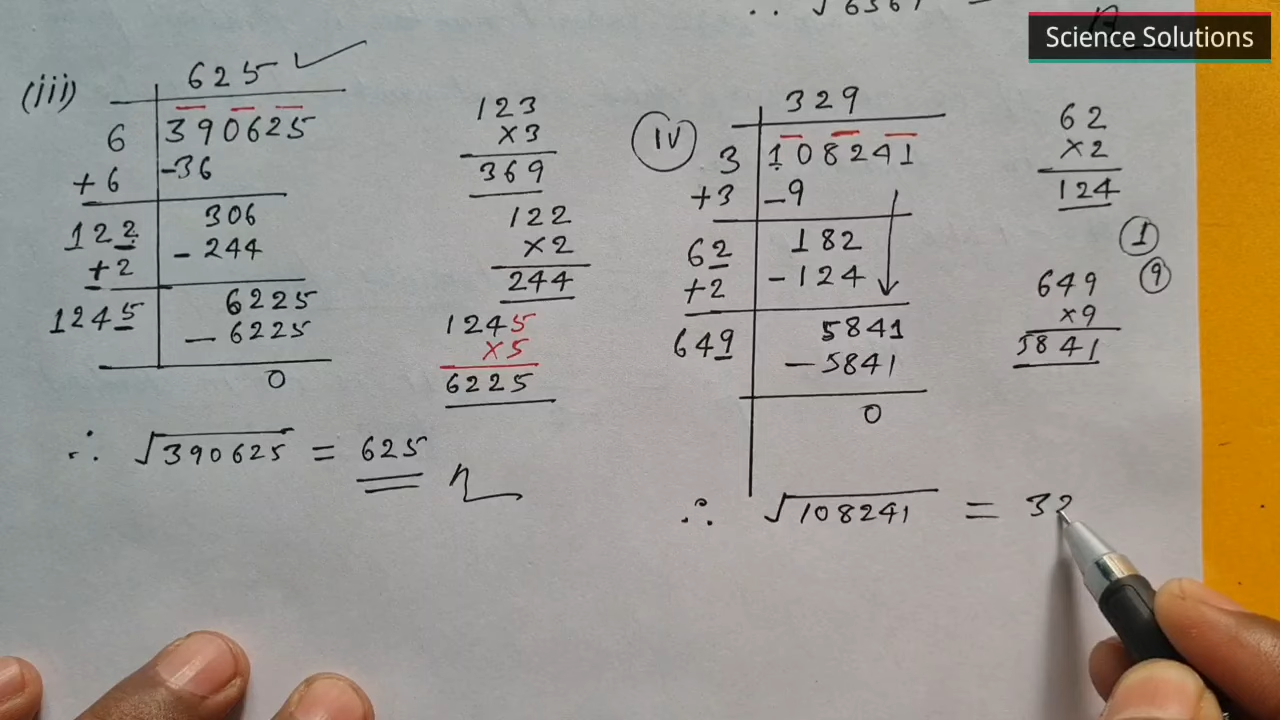 ∴ √6561 =
Science Solutions
(iii)
625
6 | 390625
+6 | -36
122 | 306
+2 | -244
1245 | 6225
-6225
0
∴ √390625 = 625
123
×3
369
122
×2
244
1245
×5
6225
IV
329
3 | 108241
+3 | -9
62 | 182
+2 | -124
649 | 5841
-5841
0
∴ √108241 = 32
62
×2
124
1
9
649
×9
5841